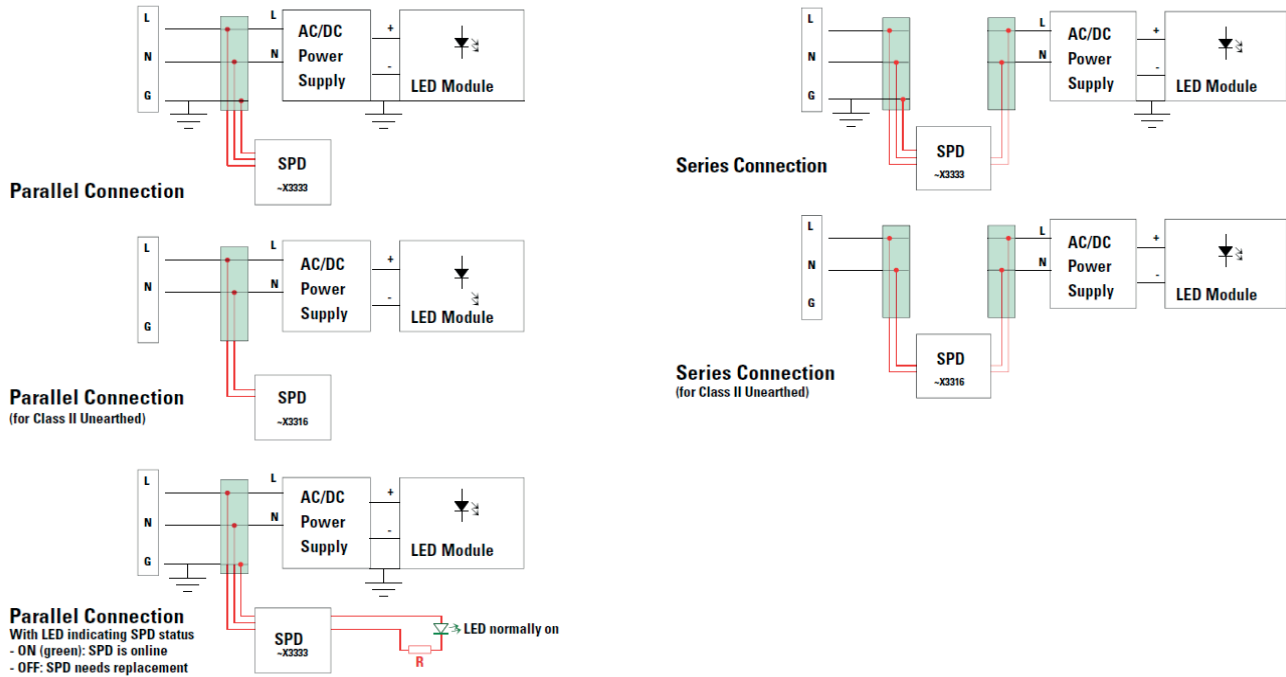 L
N
G
L
N
AC/DC
Power
Supply
+
-
LED Module
SPD
~X3333
Parallel Connection
L
N
G
L
N
AC/DC
Power
Supply
+
-
LED Module
SPD
~X3333
Series Connection
L
N
G
L
N
AC/DC
Power
Supply
+
-
LED Module
SPD
~X3316
Parallel Connection
(for Class II Unearthed)
L
N
G
L
N
AC/DC
Power
Supply
+
-
LED Module
SPD
~X3316
Series Connection
(for Class II Unearthed)
L
N
G
L
N
AC/DC
Power
Supply
+
-
LED Module
SPD
~X3333
R
LED normally on
Parallel Connection
With LED indicating SPD status
- ON (green): SPD is online
- OFF: SPD needs replacement